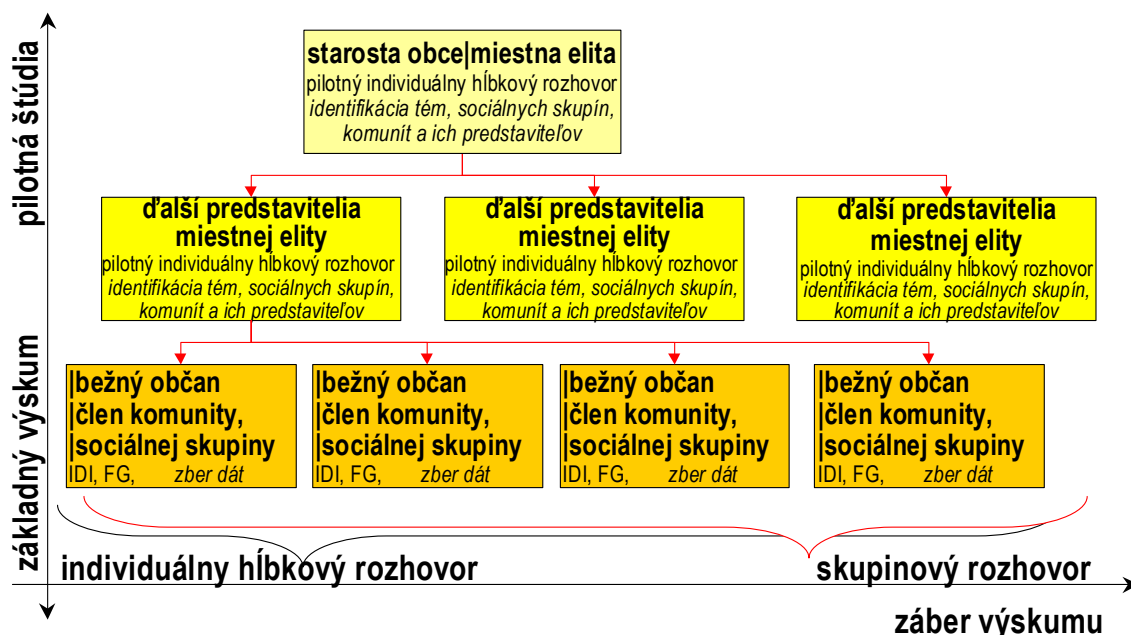 pilotná štúdia
starosta obce|miestna elita
pilotný individuálny hĺbkový rozhovor
identifikácia tém, sociálnych skupín,
komunít a ich predstaviteľov
ďalší predstavitelia
miestnej elity
pilotný individuálny hĺbkový rozhovor
identifikácia tém, sociálnych skupín,
komunít a ich predstaviteľov
ďalší predstavitelia
miestnej elity
pilotný individuálny hĺbkový rozhovor
identifikácia tém, sociálnych skupín,
komunít a ich predstaviteľov
ďalší predstavitelia
miestnej elity
pilotný individuálny hĺbkový rozhovor
identifikácia tém, sociálnych skupín,
komunít a ich predstaviteľov
základný výskum
|bežný občan
|člen komunity,
|sociálnej skupiny
IDI, FG, zber dát
|bežný občan
|člen komunity,
|sociálnej skupiny
IDI, FG, zber dát
|bežný občan
|člen komunity,
|sociálnej skupiny
IDI, FG, zber dát
|bežný občan
|člen komunity,
|sociálnej skupiny
IDI, FG, zber dát
individuálny hĺbkový rozhovor
skupinový rozhovor
záber výskumu